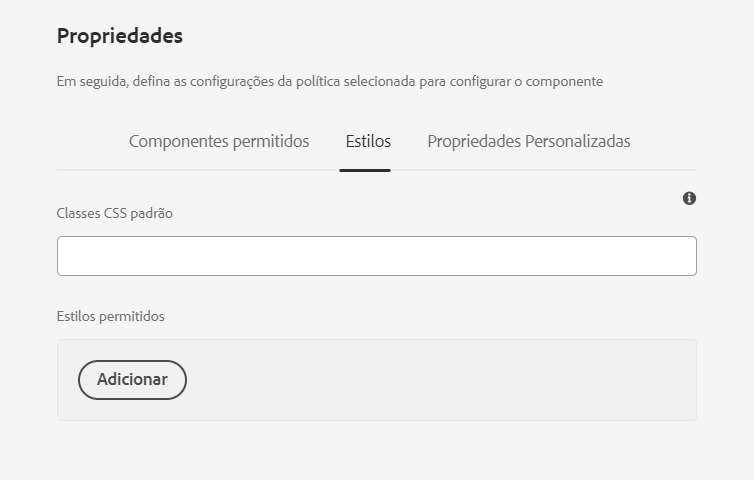 Propriedades
Em seguida, defina as configurações da política selecionada para configurar o componente
Componentes permitidos Estilos Propriedades Personalizadas
Classes CSS padrão
Estilos permitidos
Adicionar